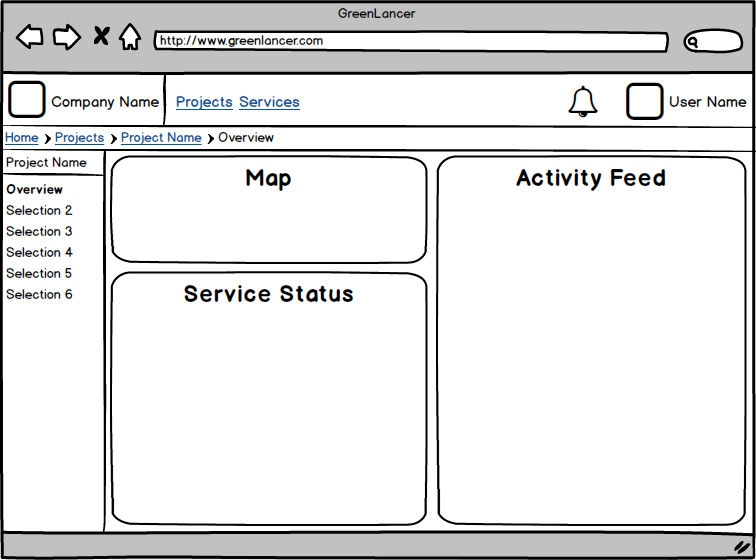 GreenLancer
http://www.greenlancer.com
Company Name Projects Services User Name
Home Projects Project Name Overview
Project Name
Overview
Selection 2
Selection 3
Selection 4
Selection 5
Selection 6
Map
Service Status
Activity Feed